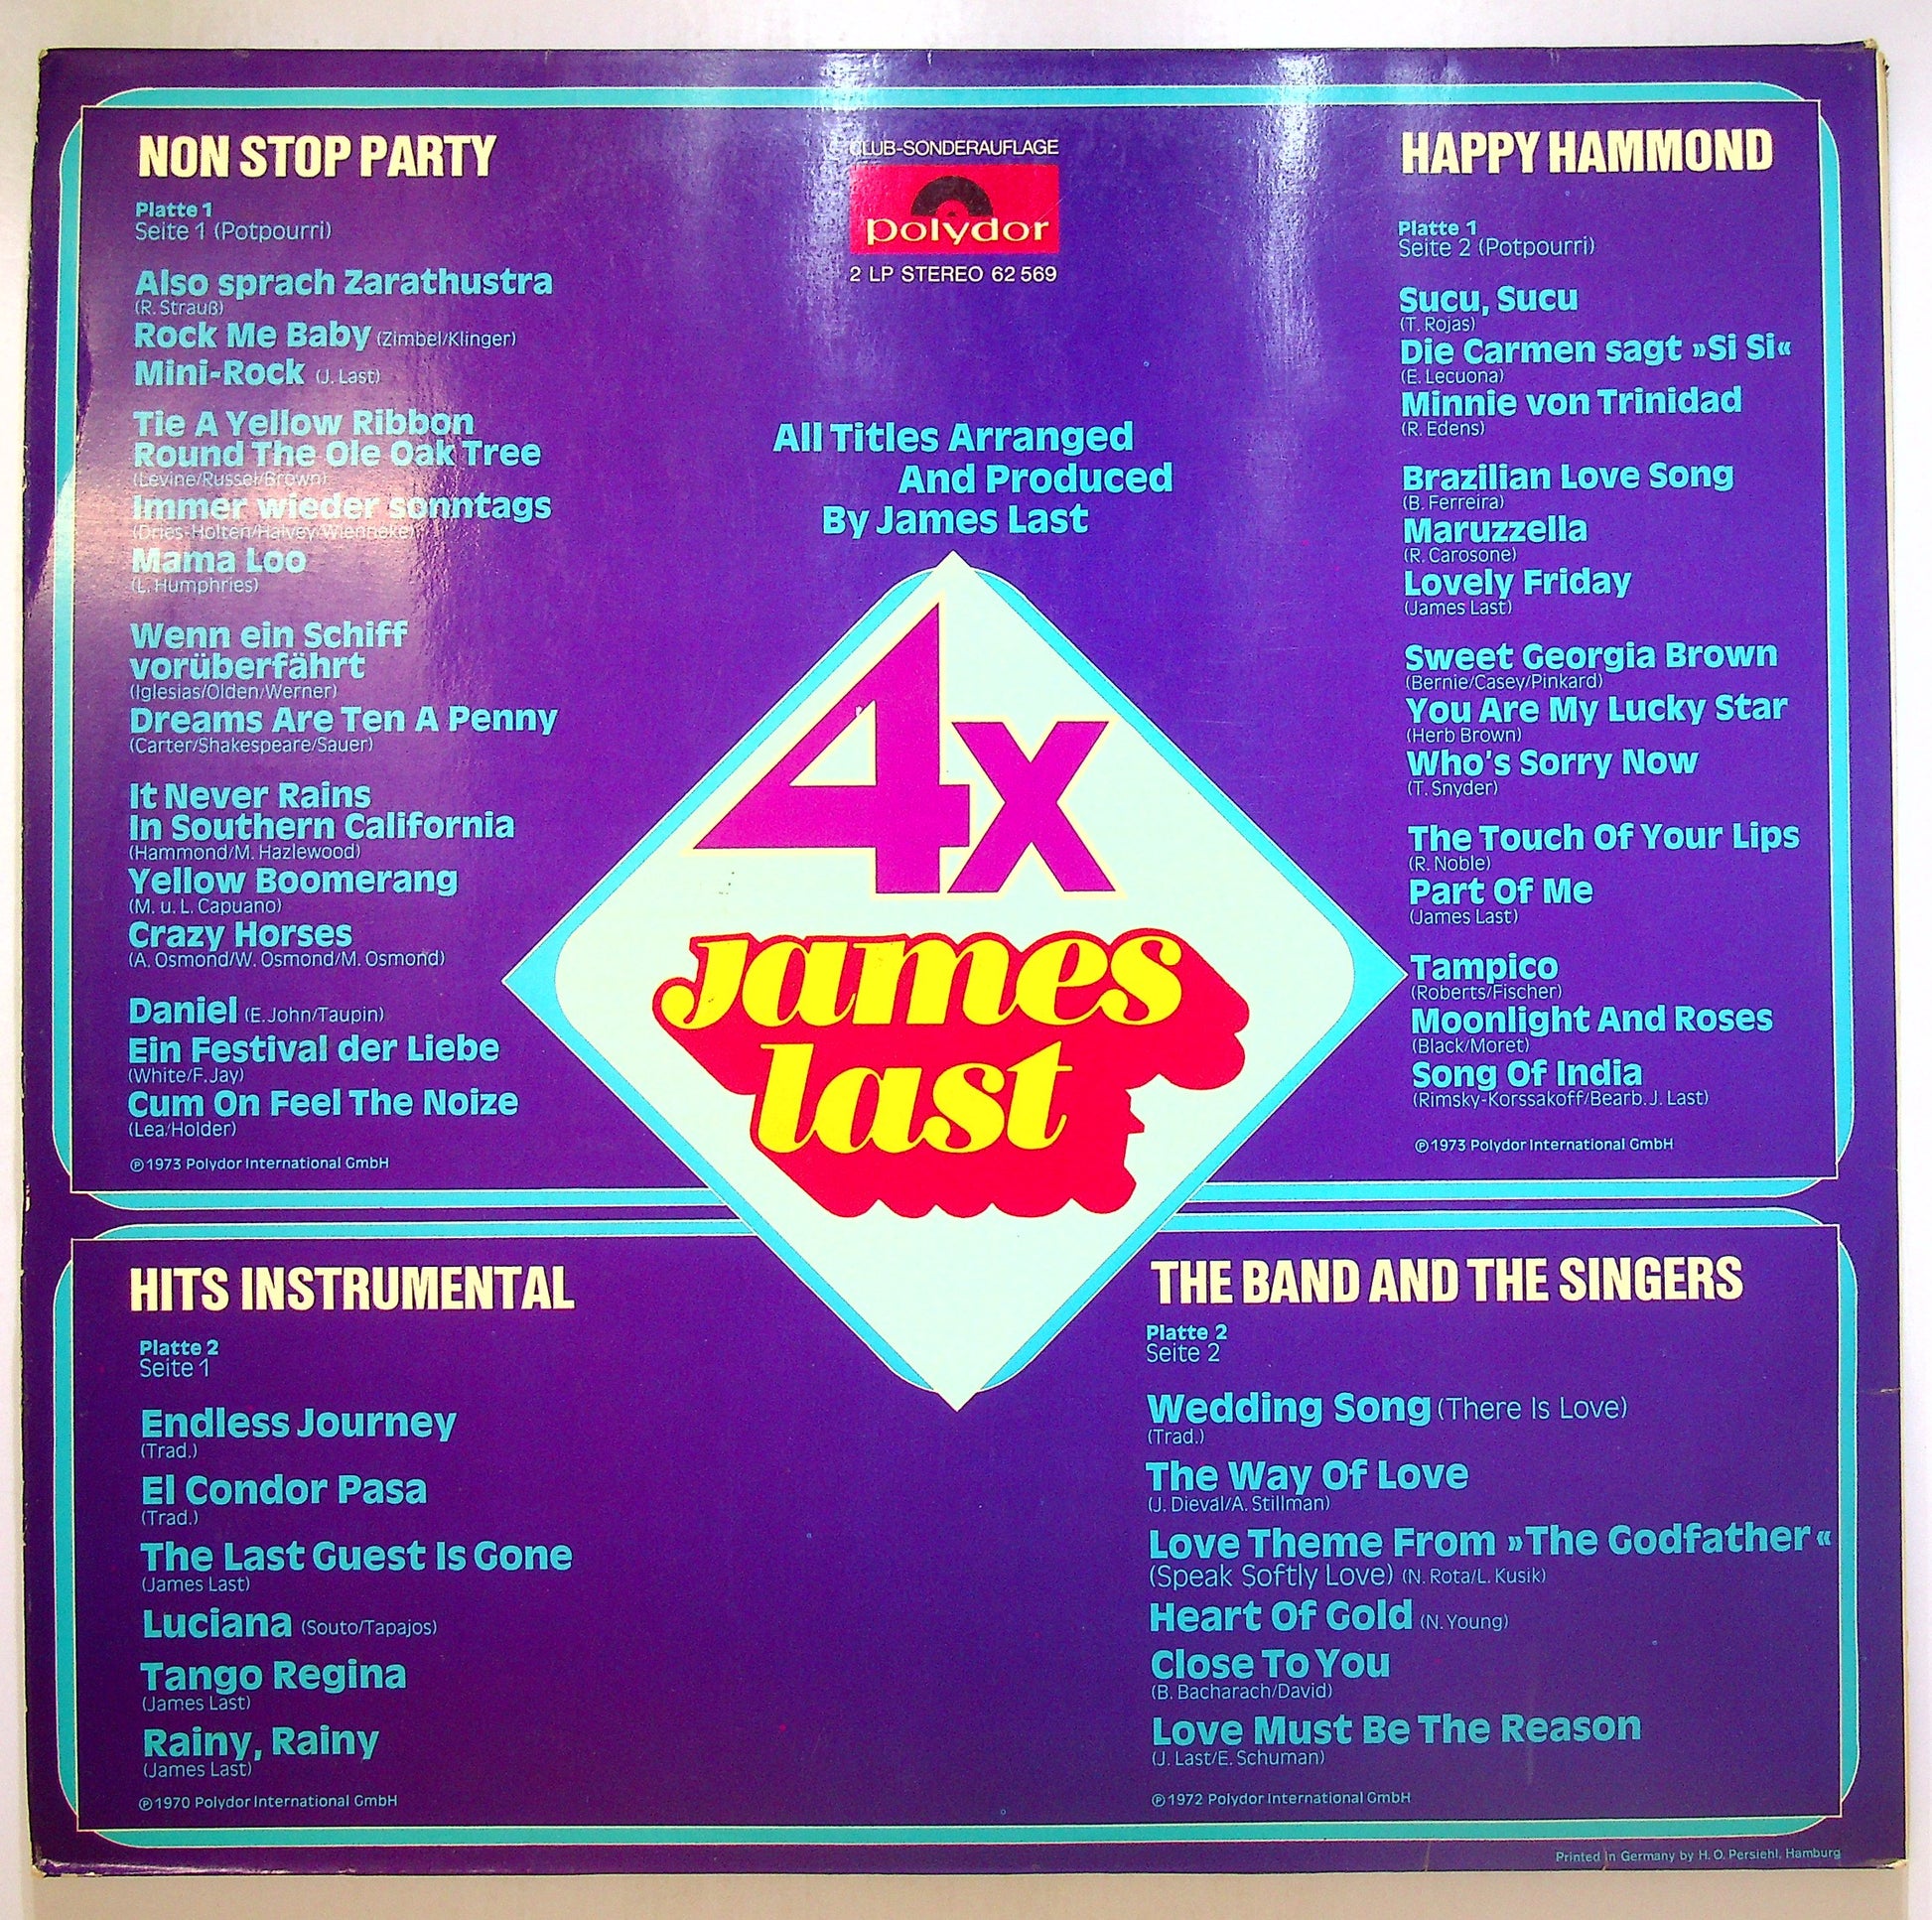 NON STOP PARTY
Platte 1
Seite 1 (Potpourri)
Also sprach Zarathustra
(R. Strauß)
Rock Me Baby (Zimbel/Klinger)
Mini-Rock (J. Last)
Tie A Yellow Ribbon
Round The Ole Oak Tree
(Levine/Russel/Brown)
Immer wieder sonntags
(Dries-Holten/Halvey/Wienneke)
Mama Loo
(L. Humphries)
Wenn ein Schiff
vorüberfährt
(Iglesias/Olden/Werner)
Dreams Are Ten A Penny
(Carter/Shakespeare/Sauer)
It Never Rains
In Southern California
(Hammond/M. Hazlewood)
Yellow Boomerang
(M. u. L. Capuano)
Crazy Horses
(A. Osmond/W. Osmond/M. Osmond)
Daniel (E. John/Taupin)
Ein Festival der Liebe
(White/F. Jay)
Cum On Feel The Noize
(Lea/Holder)
℗ 1973 Polydor International GmbH
CLUB-SONDERAUFLAGE
polydor
2 LP STEREO 62 569
All Titles Arranged
And Produced
By James Last
4x
james
last
HAPPY HAMMOND
Platte 1
Seite 2 (Potpourri)
Sucu, Sucu
(T. Rojas)
Die Carmen sagt »Si Si«
(E. Lecuona)
Minnie von Trinidad
(R. Edens)
Brazilian Love Song
(B. Ferreira)
Maruzzella
(R. Carosone)
Lovely Friday
(James Last)
Sweet Georgia Brown
(Bernie/Casey/Pinkard)
You Are My Lucky Star
(Herb Brown)
Who's Sorry Now
(T. Snyder)
The Touch Of Your Lips
(R. Noble)
Part Of Me
(James Last)
Tampico
(Roberts/Fischer)
Moonlight And Roses
(Black/Moret)
Song Of India
(Rimsky-Korssakoff/Bearb. J. Last)
℗ 1973 Polydor International GmbH
HITS INSTRUMENTAL
Platte 2
Seite 1
Endless Journey
(Trad.)
El Condor Pasa
(Trad.)
The Last Guest Is Gone
(James Last)
Luciana (Souto/Tapajos)
Tango Regina
(James Last)
Rainy, Rainy
(James Last)
℗ 1970 Polydor International GmbH
THE BAND AND THE SINGERS
Platte 2
Seite 2
Wedding Song (There Is Love)
(Trad.)
The Way Of Love
(J. Dieval/A. Stillman)
Love Theme From »The Godfather«
(Speak Softly Love) (N. Rota/L. Kusik)
Heart Of Gold (N. Young)
Close To You
(B. Bacharach/David)
Love Must Be The Reason
(J. Last/E. Schuman)
℗ 1972 Polydor International GmbH
Printed in Germany by H. O. Persiehl, Hamburg